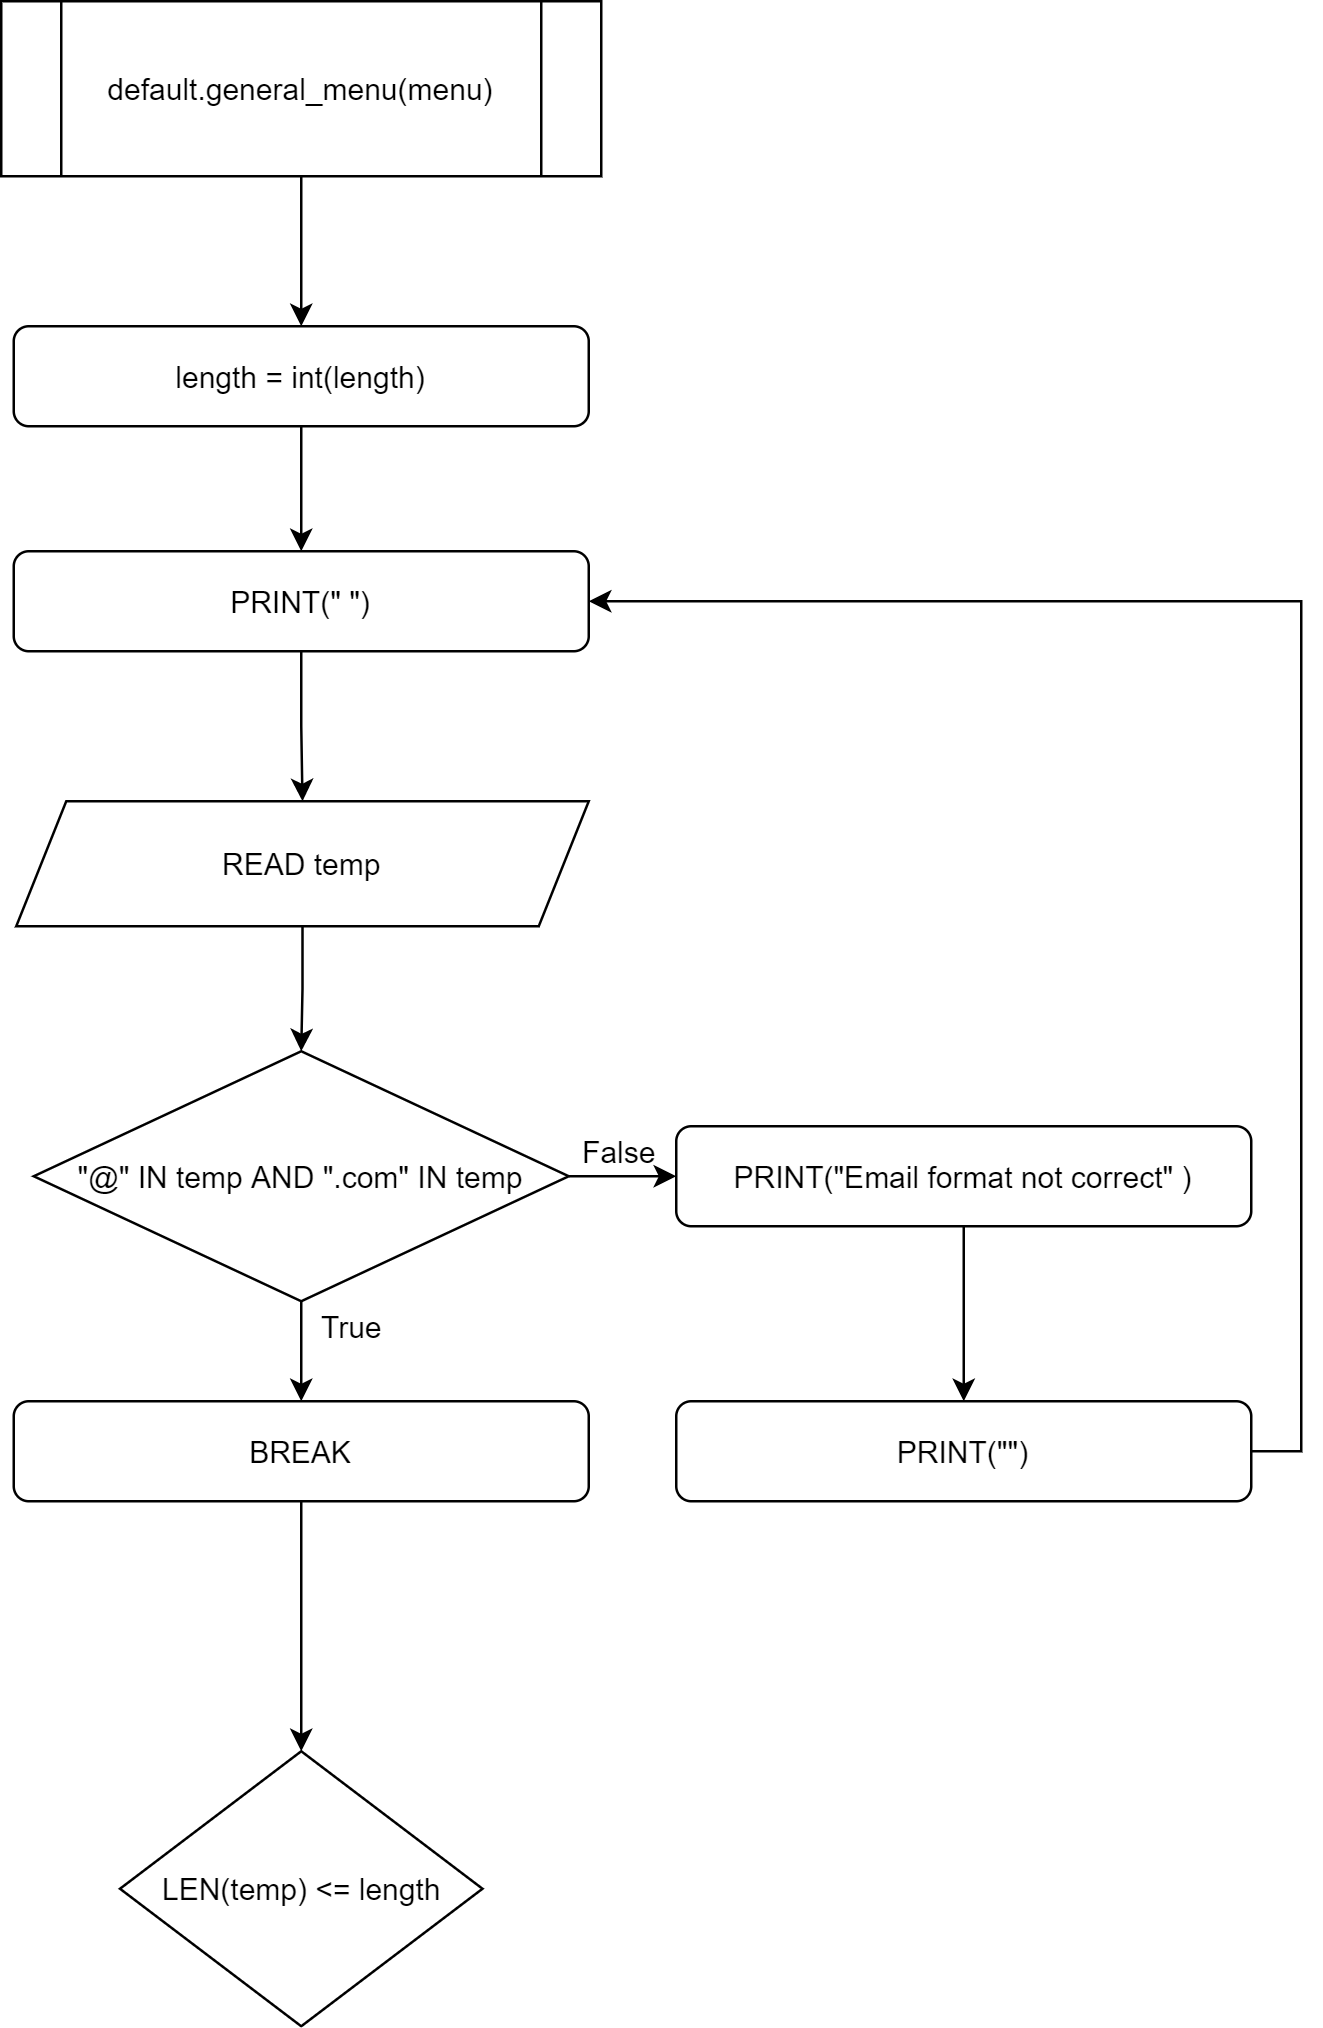 default.general_menu(menu)
length = int(length)
PRINT(" ")
READ temp
"@" IN temp AND ".com" IN temp
False
PRINT("Email format not correct" )
True
BREAK
PRINT("")
LEN(temp) <= length